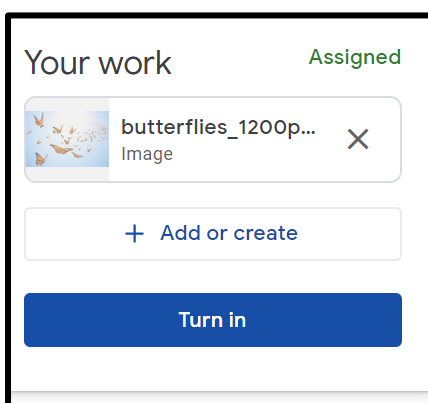 Your work
Assigned
butterflies_1200p...
Image
+ Add or create
Turn in